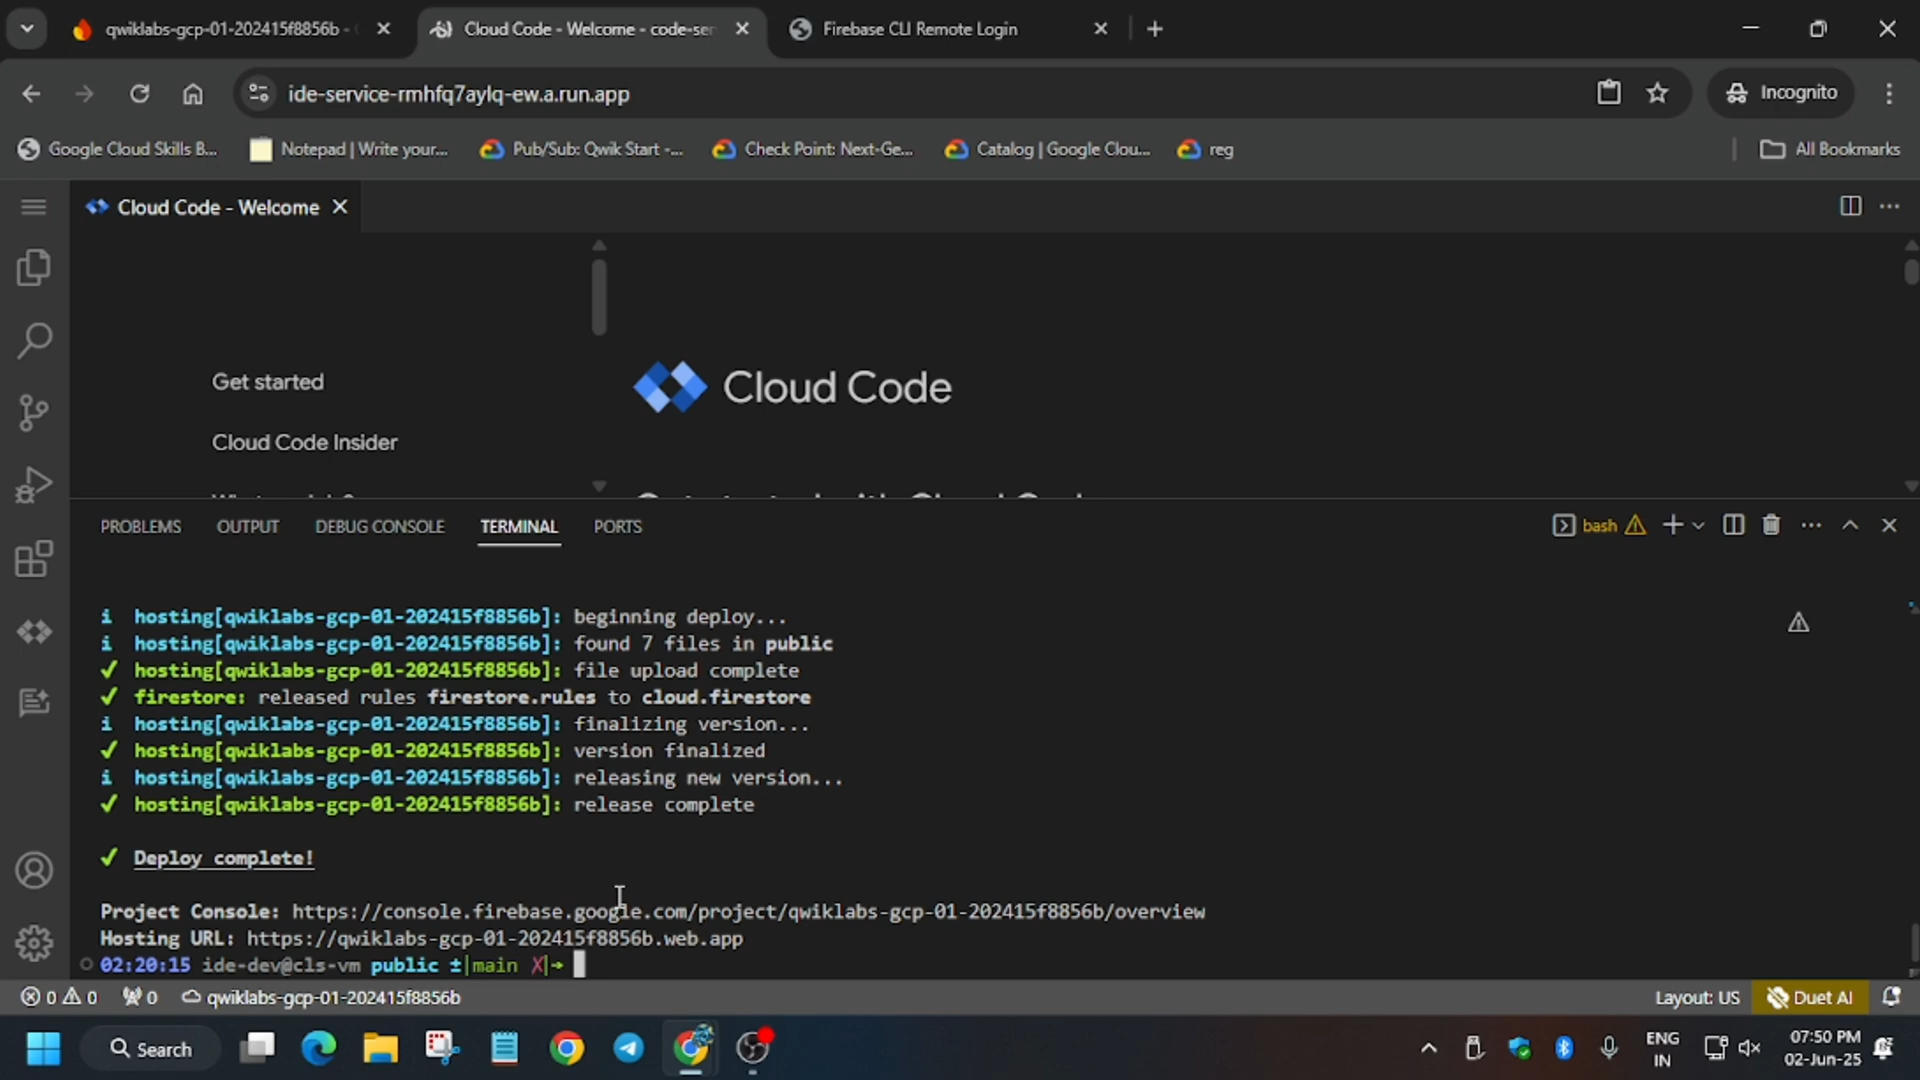 qwiklabs-gcp-01-202415f8856b -
Cloud Code - Welcome - code-ser
Firebase CLI Remote Login
ide-service-rmhfq7aylq-ew.a.run.app
Incognito
Google Cloud Skills B...
Notepad | Write your...
Pub/Sub: Qwik Start -...
Check Point: Next-Ge...
Catalog | Google Clou...
reg
All Bookmarks
Cloud Code - Welcome
Get started
Cloud Code Insider
Cloud Code
Get started with Cloud Code
PROBLEMS OUTPUT DEBUG CONSOLE TERMINAL PORTS
bash
i hosting[qwiklabs-gcp-01-202415f8856b]: beginning deploy...
i hosting[qwiklabs-gcp-01-202415f8856b]: found 7 files in public
✓ hosting[qwiklabs-gcp-01-202415f8856b]: file upload complete
✓ firestore: released rules firestore.rules to cloud.firestore
i hosting[qwiklabs-gcp-01-202415f8856b]: finalizing version...
✓ hosting[qwiklabs-gcp-01-202415f8856b]: version finalized
i hosting[qwiklabs-gcp-01-202415f8856b]: releasing new version...
✓ hosting[qwiklabs-gcp-01-202415f8856b]: release complete
✓ Deploy complete!
Project Console: https://console.firebase.google.com/project/qwiklabs-gcp-01-202415f8856b/overview
Hosting URL: https://qwiklabs-gcp-01-202415f8856b.web.app
02:20:15 ide-dev@cls-vm public ±|main ✗|→
0 0 0 qwiklabs-gcp-01-202415f8856b
Layout: US
Duet AI
Search
ENG
IN
07:50 PM
02-Jun-25